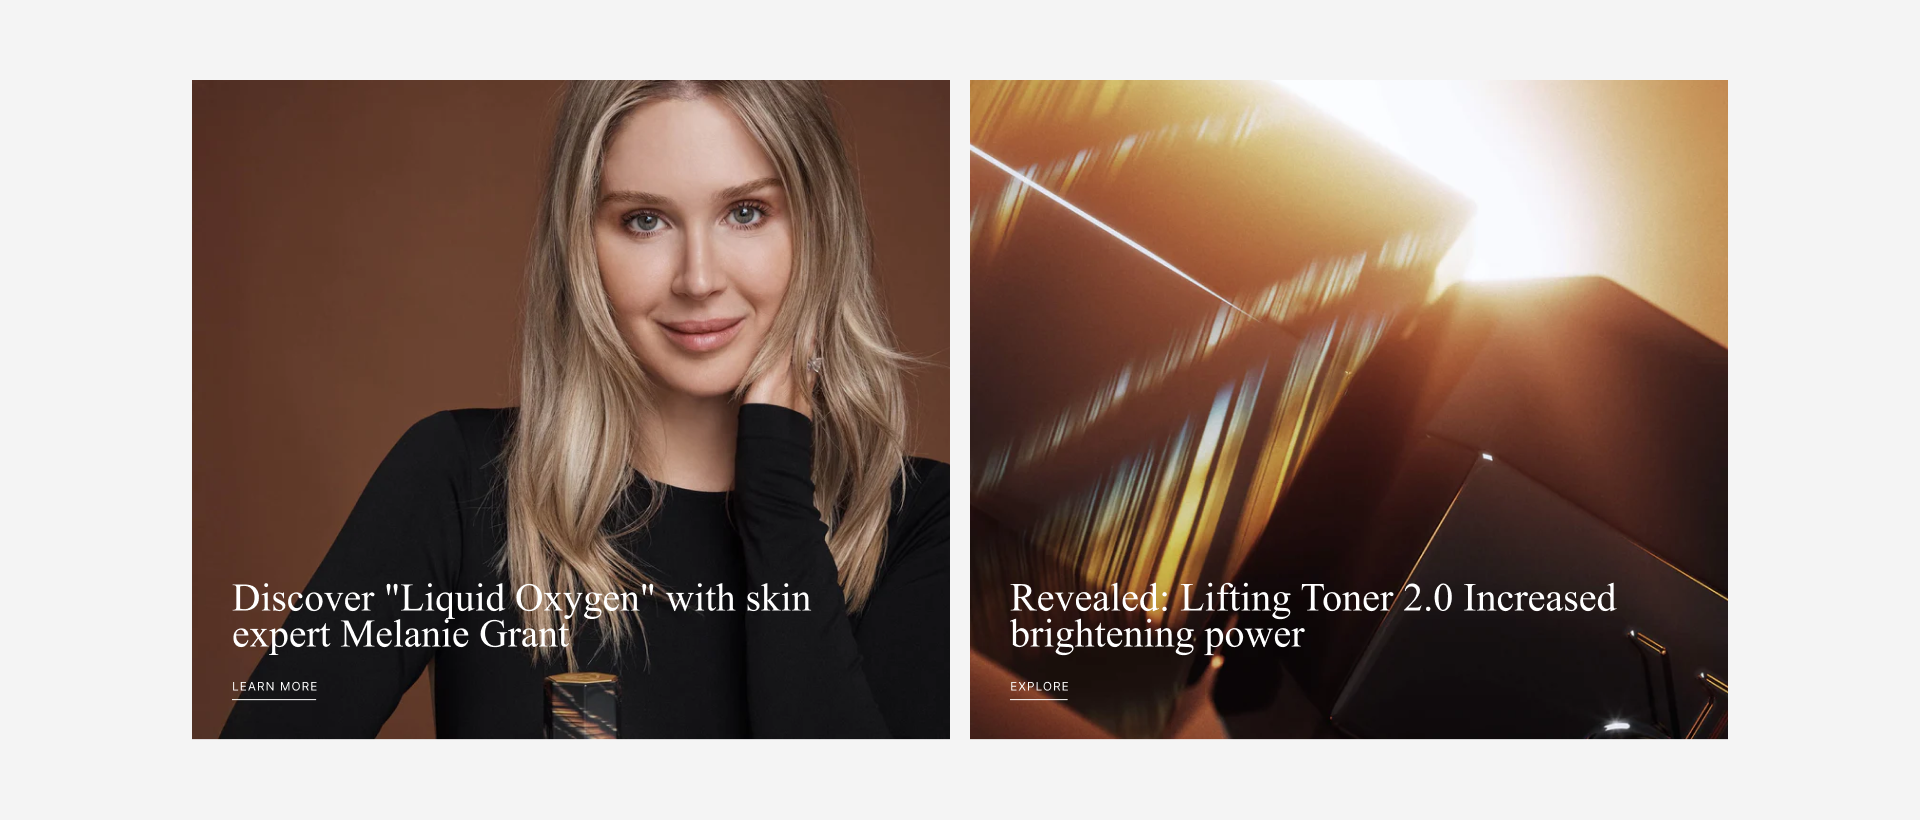 Discover "Liquid Oxygen" with skin
expert Melanie Grant
LEARN MORE
Revealed: Lifting Toner 2.0 Increased
brightening power
EXPLORE